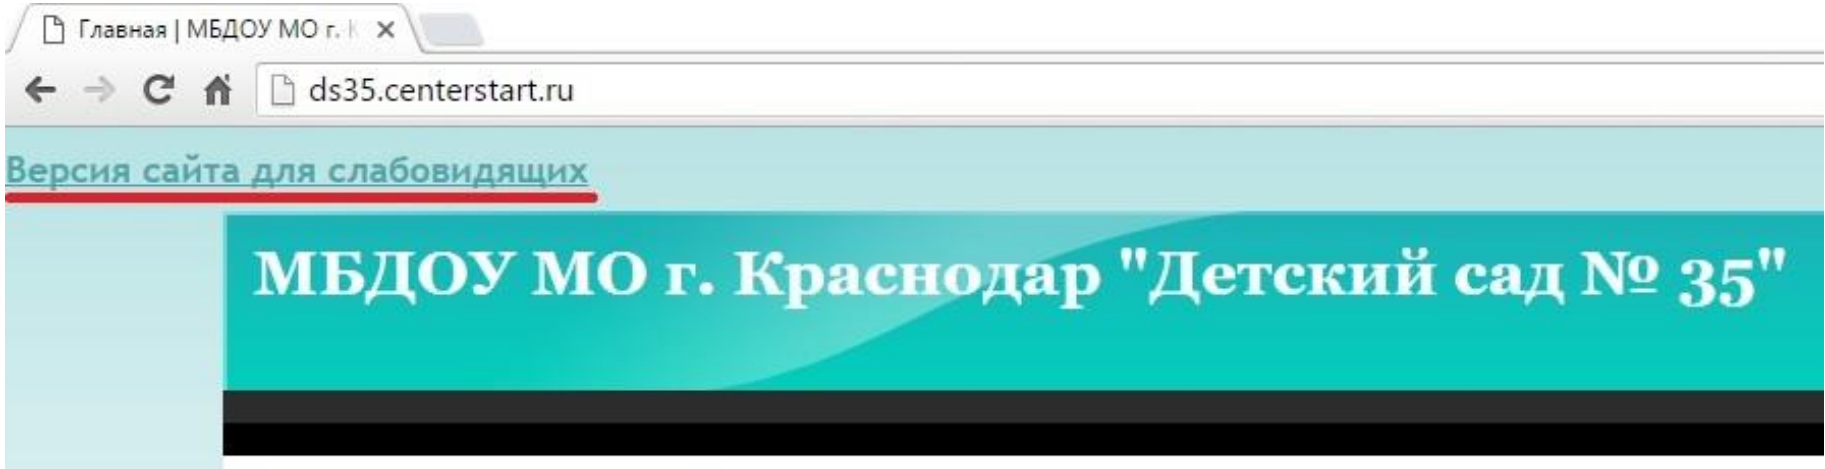 Главная | МБДОУ МО г.
ds35.centerstart.ru
Версия сайта для слабовидящих
МБДОУ МО г. Краснодар "Детский сад № 35"